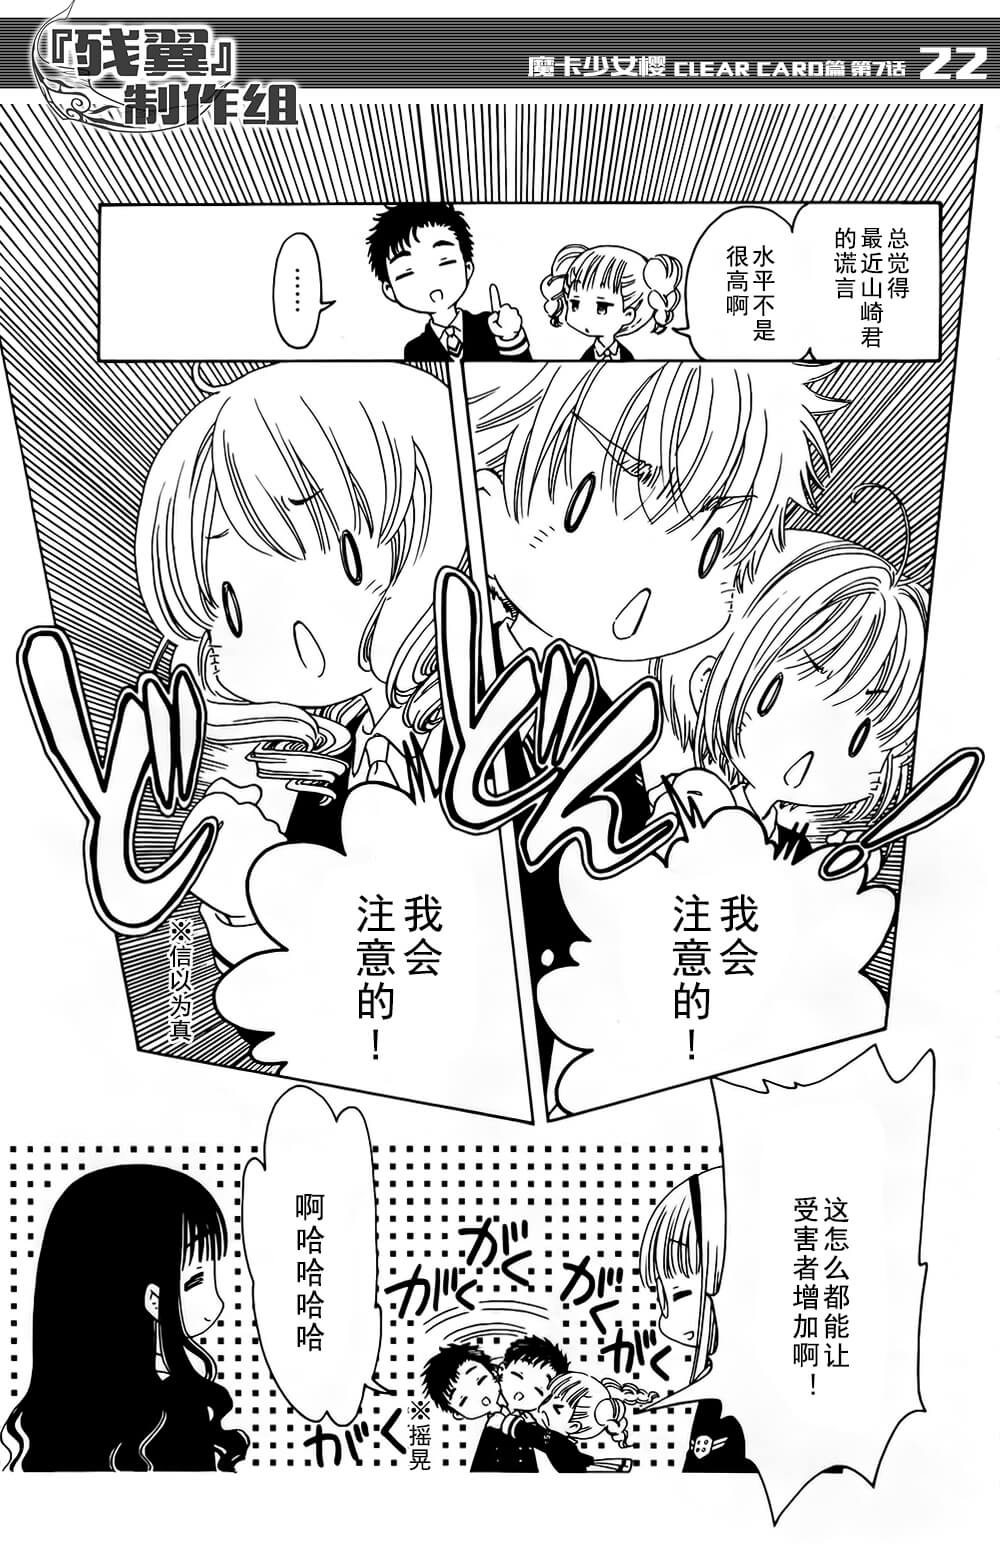 『残翼』
制作组
魔卡少女樱 CLEAR CARD篇 第7话 22
总觉得
最近山崎君
的谎言
水平不是
很高啊
……
どどん！
我会
注意的！
我会
注意的！
※信以为真
这怎么都能让
受害者增加啊！
がく
がく
がく
がく
がく
※摇晃
啊哈哈哈哈